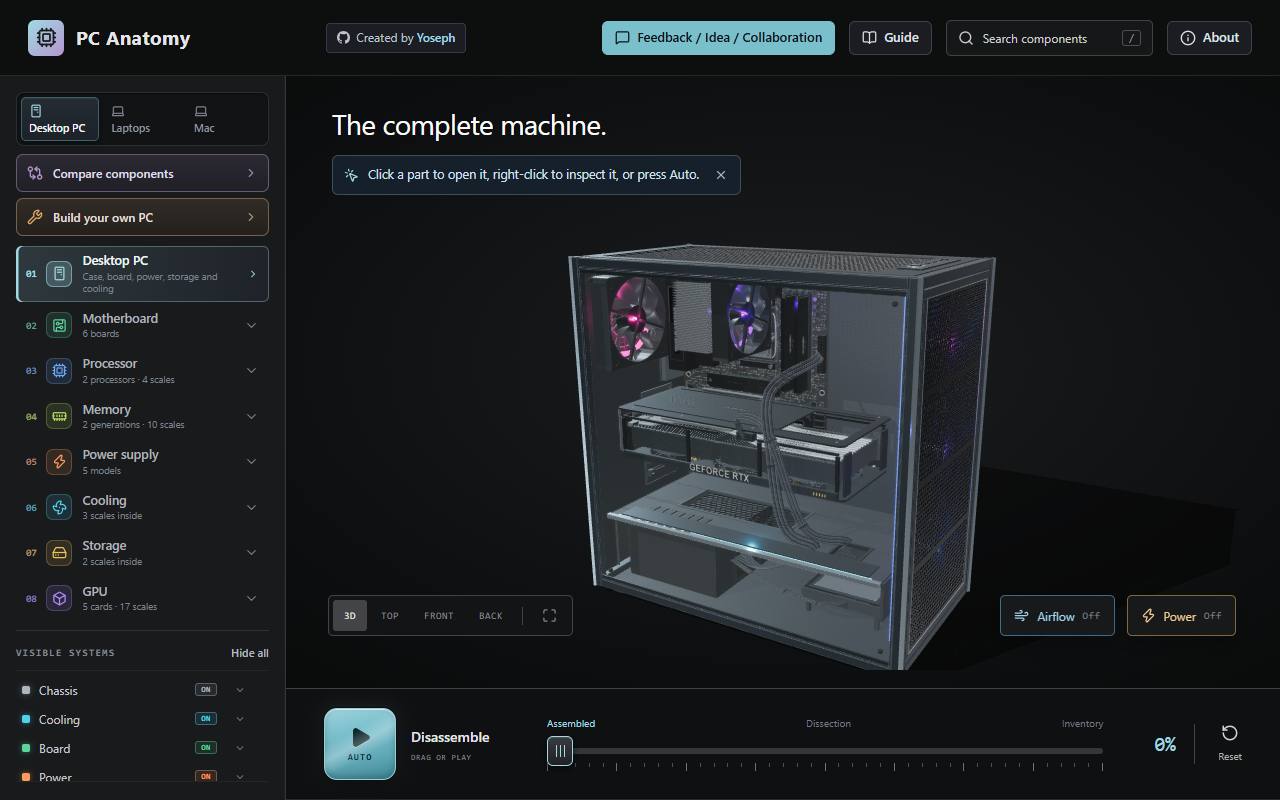 PC Anatomy
Created by Yoseph
Feedback / Idea / Collaboration
Guide
Search components /
About
Desktop PC
Laptops
Mac
Compare components
Build your own PC
01 Desktop PC
Case, board, power, storage and
cooling
02 Motherboard
6 boards
03 Processor
2 processors · 4 scales
04 Memory
2 generations · 10 scales
05 Power supply
5 models
06 Cooling
3 scales inside
07 Storage
2 scales inside
08 GPU
5 cards · 17 scales
VISIBLE SYSTEMS Hide all
Chassis ON
Cooling ON
Board ON
Power ON
The complete machine.
Click a part to open it, right-click to inspect it, or press Auto.
GEFORCE RTX
3D TOP FRONT BACK
Airflow Off
Power Off
AUTO
Disassemble
DRAG OR PLAY
Assembled Dissection Inventory
0%
Reset